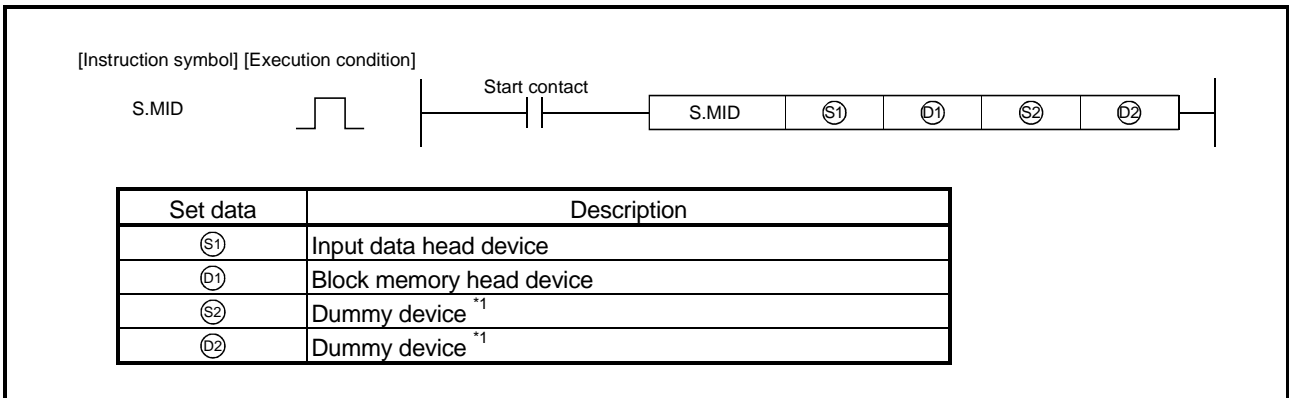 [Instruction symbol] [Execution condition]
Start contact
S.MID
S.MID S1 D1 S2 D2
Set data Description
S1 Input data head device
D1 Block memory head device
S2 Dummy device *1
D2 Dummy device *1